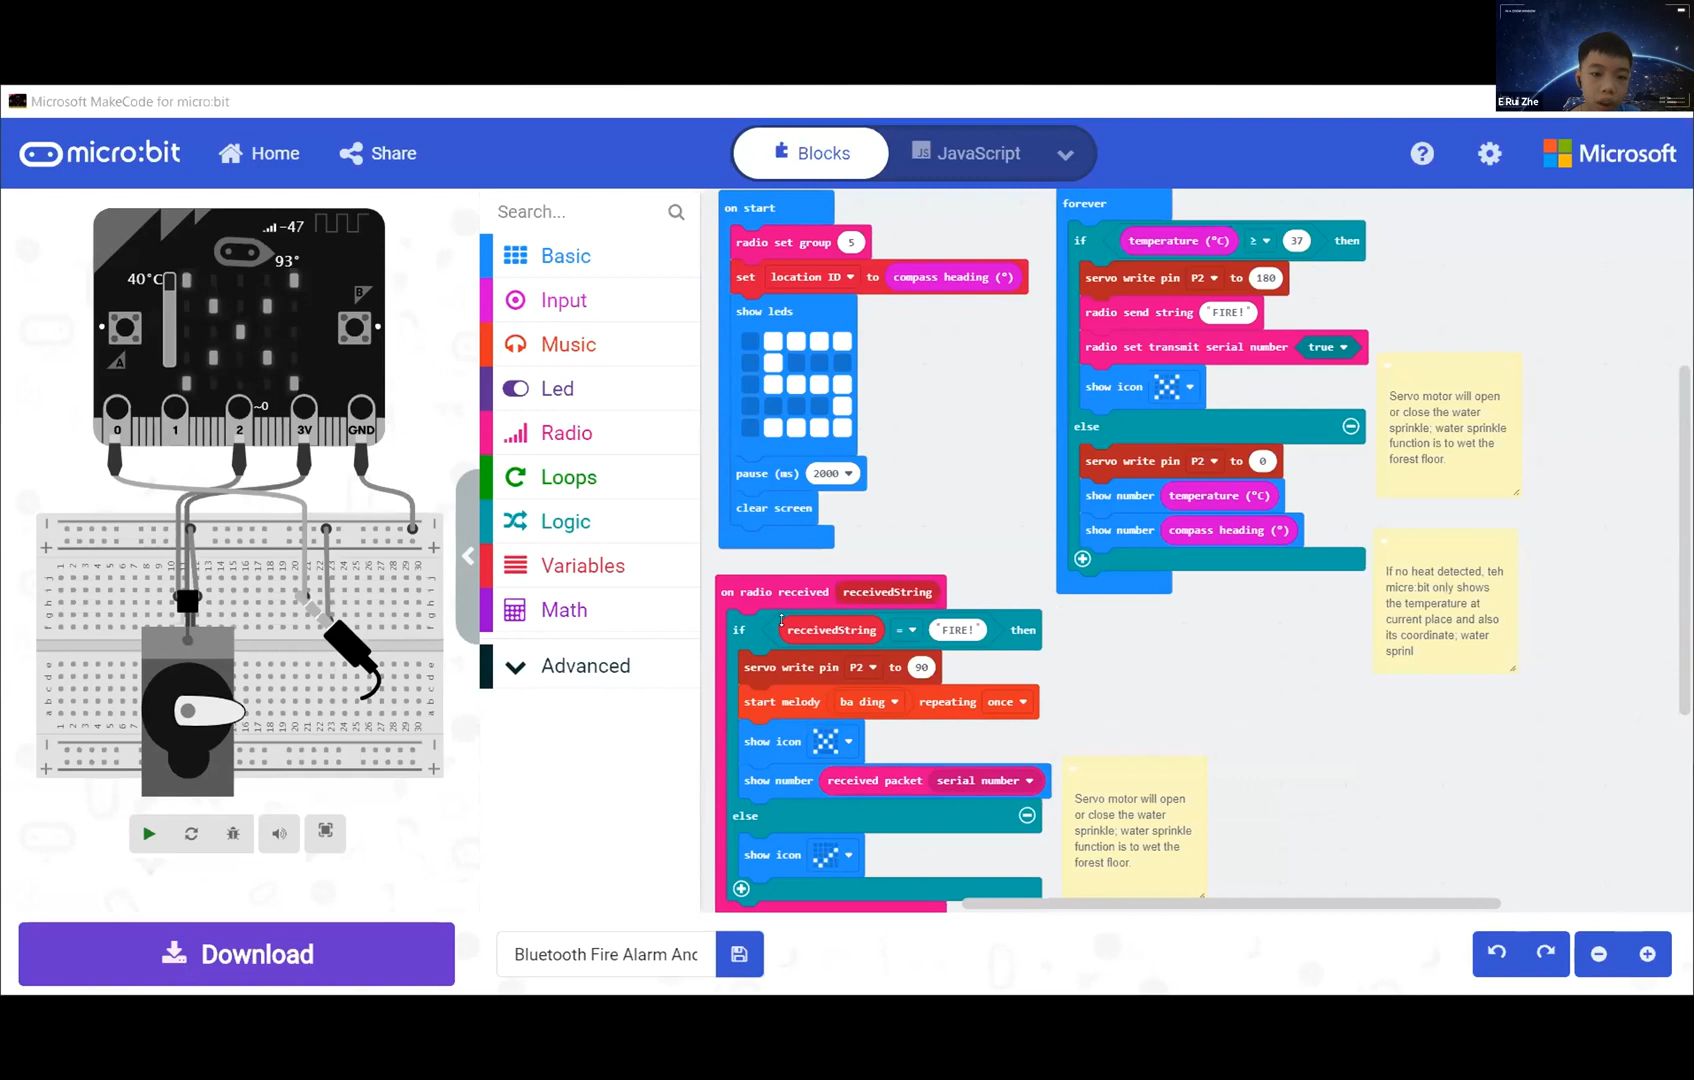 E Rui Zhe
Microsoft MakeCode for micro:bit
micro:bit
Home
Share
Blocks
JavaScript
Microsoft
-47
93°
40°C
B
A
~0
0 1 2 3V GND
Search...
Basic
Input
Music
Led
Radio
Loops
Logic
Variables
Math
Advanced
on start
radio set group 5
set location ID to compass heading (°)
show leds
pause (ms) 2000
clear screen
forever
if temperature (°C) ≥ 37 then
servo write pin P2 to 180
radio send string "FIRE!"
radio set transmit serial number true
show icon
else
servo write pin P2 to 0
show number temperature (°C)
show number compass heading (°)
Servo motor will open
or close the water
sprinkle; water sprinkle
function is to wet the
forest floor.
If no heat detected, teh
micre:bit only shows
the temperature at
current place and also
its coordinate; water
sprinl
on radio received receivedString
if receivedString = "FIRE!" then
servo write pin P2 to 90
start melody ba ding repeating once
show icon
show number received packet serial number
else
show icon
Servo motor will open
or close the water
sprinkle; water sprinkle
function is to wet the
forest floor.
Download
Bluetooth Fire Alarm Anc